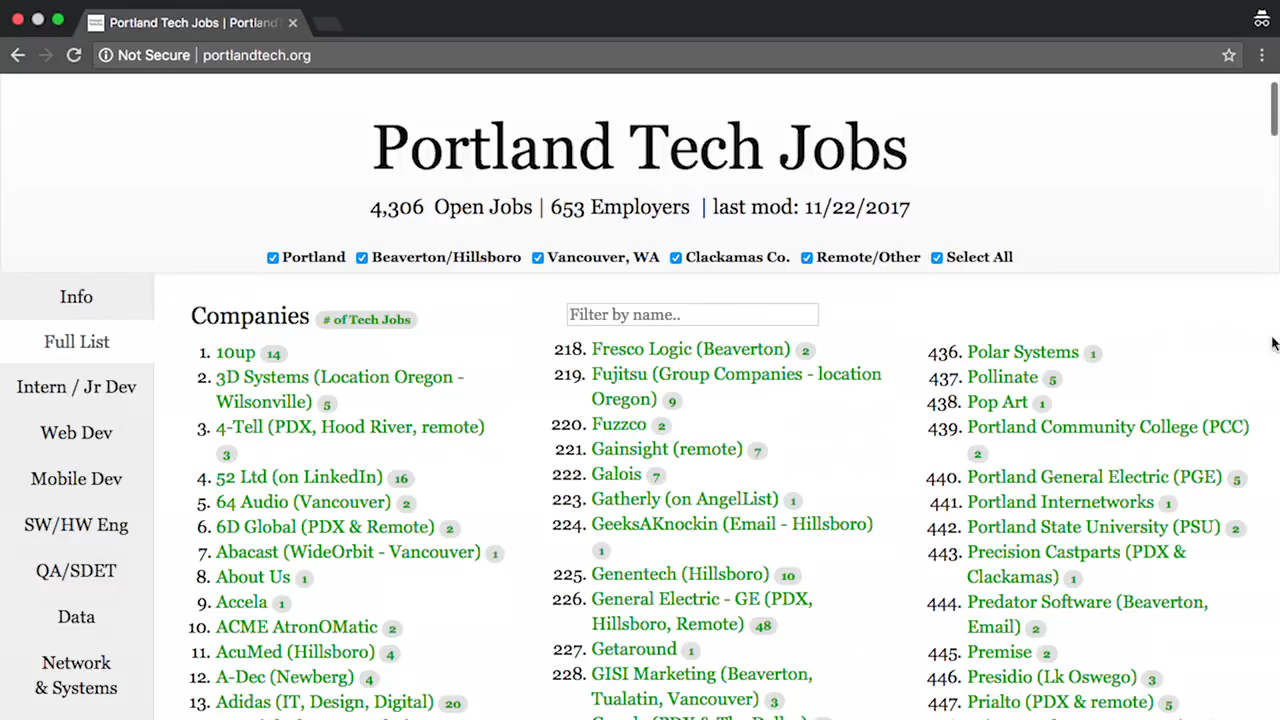 Portland Tech Jobs | Portland
Not Secure | portlandtech.org
Portland Tech Jobs
4,306 Open Jobs | 653 Employers | last mod: 11/22/2017
Portland Beaverton/Hillsboro Vancouver, WA Clackamas Co. Remote/Other Select All
Info
Full List
Intern / Jr Dev
Web Dev
Mobile Dev
SW/HW Eng
QA/SDET
Data
Network
& Systems
Companies # of Tech Jobs
1. 10up 14
2. 3D Systems (Location Oregon -
Wilsonville) 5
3. 4-Tell (PDX, Hood River, remote)
3
4. 52 Ltd (on LinkedIn) 16
5. 64 Audio (Vancouver) 2
6. 6D Global (PDX & Remote) 2
7. Abacast (WideOrbit - Vancouver) 1
8. About Us 1
9. Accela 1
10. ACME AtronOMatic 2
11. AcuMed (Hillsboro) 4
12. A-Dec (Newberg) 4
13. Adidas (IT, Design, Digital) 20
Filter by name..
218. Fresco Logic (Beaverton) 2
219. Fujitsu (Group Companies - location
Oregon) 9
220. Fuzzco 2
221. Gainsight (remote) 7
222. Galois 7
223. Gatherly (on AngelList) 1
224. GeeksAKnockin (Email - Hillsboro)
1
225. Genentech (Hillsboro) 10
226. General Electric - GE (PDX,
Hillsboro, Remote) 48
227. Getaround 1
228. GISI Marketing (Beaverton,
Tualatin, Vancouver) 3
436. Polar Systems 1
437. Pollinate 5
438. Pop Art 1
439. Portland Community College (PCC)
2
440. Portland General Electric (PGE) 5
441. Portland Internetworks 1
442. Portland State University (PSU) 2
443. Precision Castparts (PDX &
Clackamas) 1
444. Predator Software (Beaverton,
Email) 2
445. Premise 2
446. Presidio (Lk Oswego) 3
447. Prialto (PDX & remote) 5